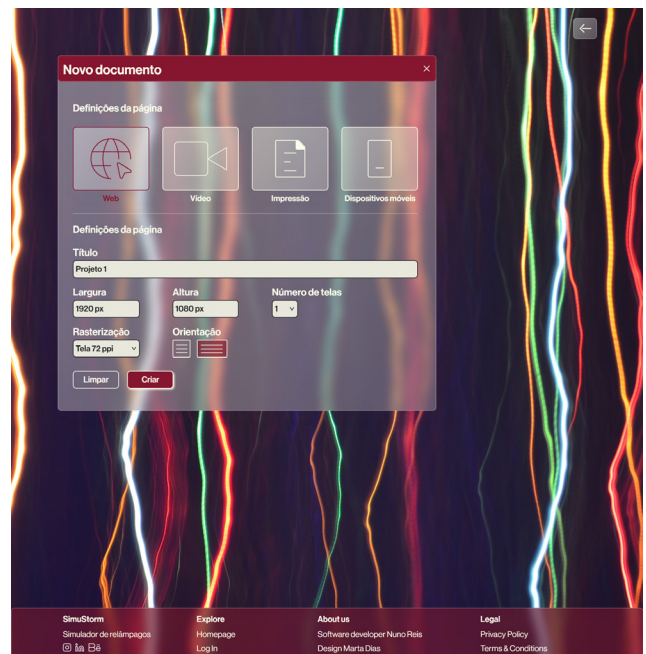 Novo documento
Definições da página
Web Vídeo Impressão Dispositivos móveis
Definições da página
Título
Projeto 1
Largura Altura Número de telas
1920 px 1080 px 1
Rasterização Orientação
Tela 72 ppi
Limpar Criar
SimuStorm Explore About us Legal
Simulador de relâmpagos Homepage Software developer Nuno Reis Privacy Policy
in Bē Log In Design Marta Dias Terms & Conditions